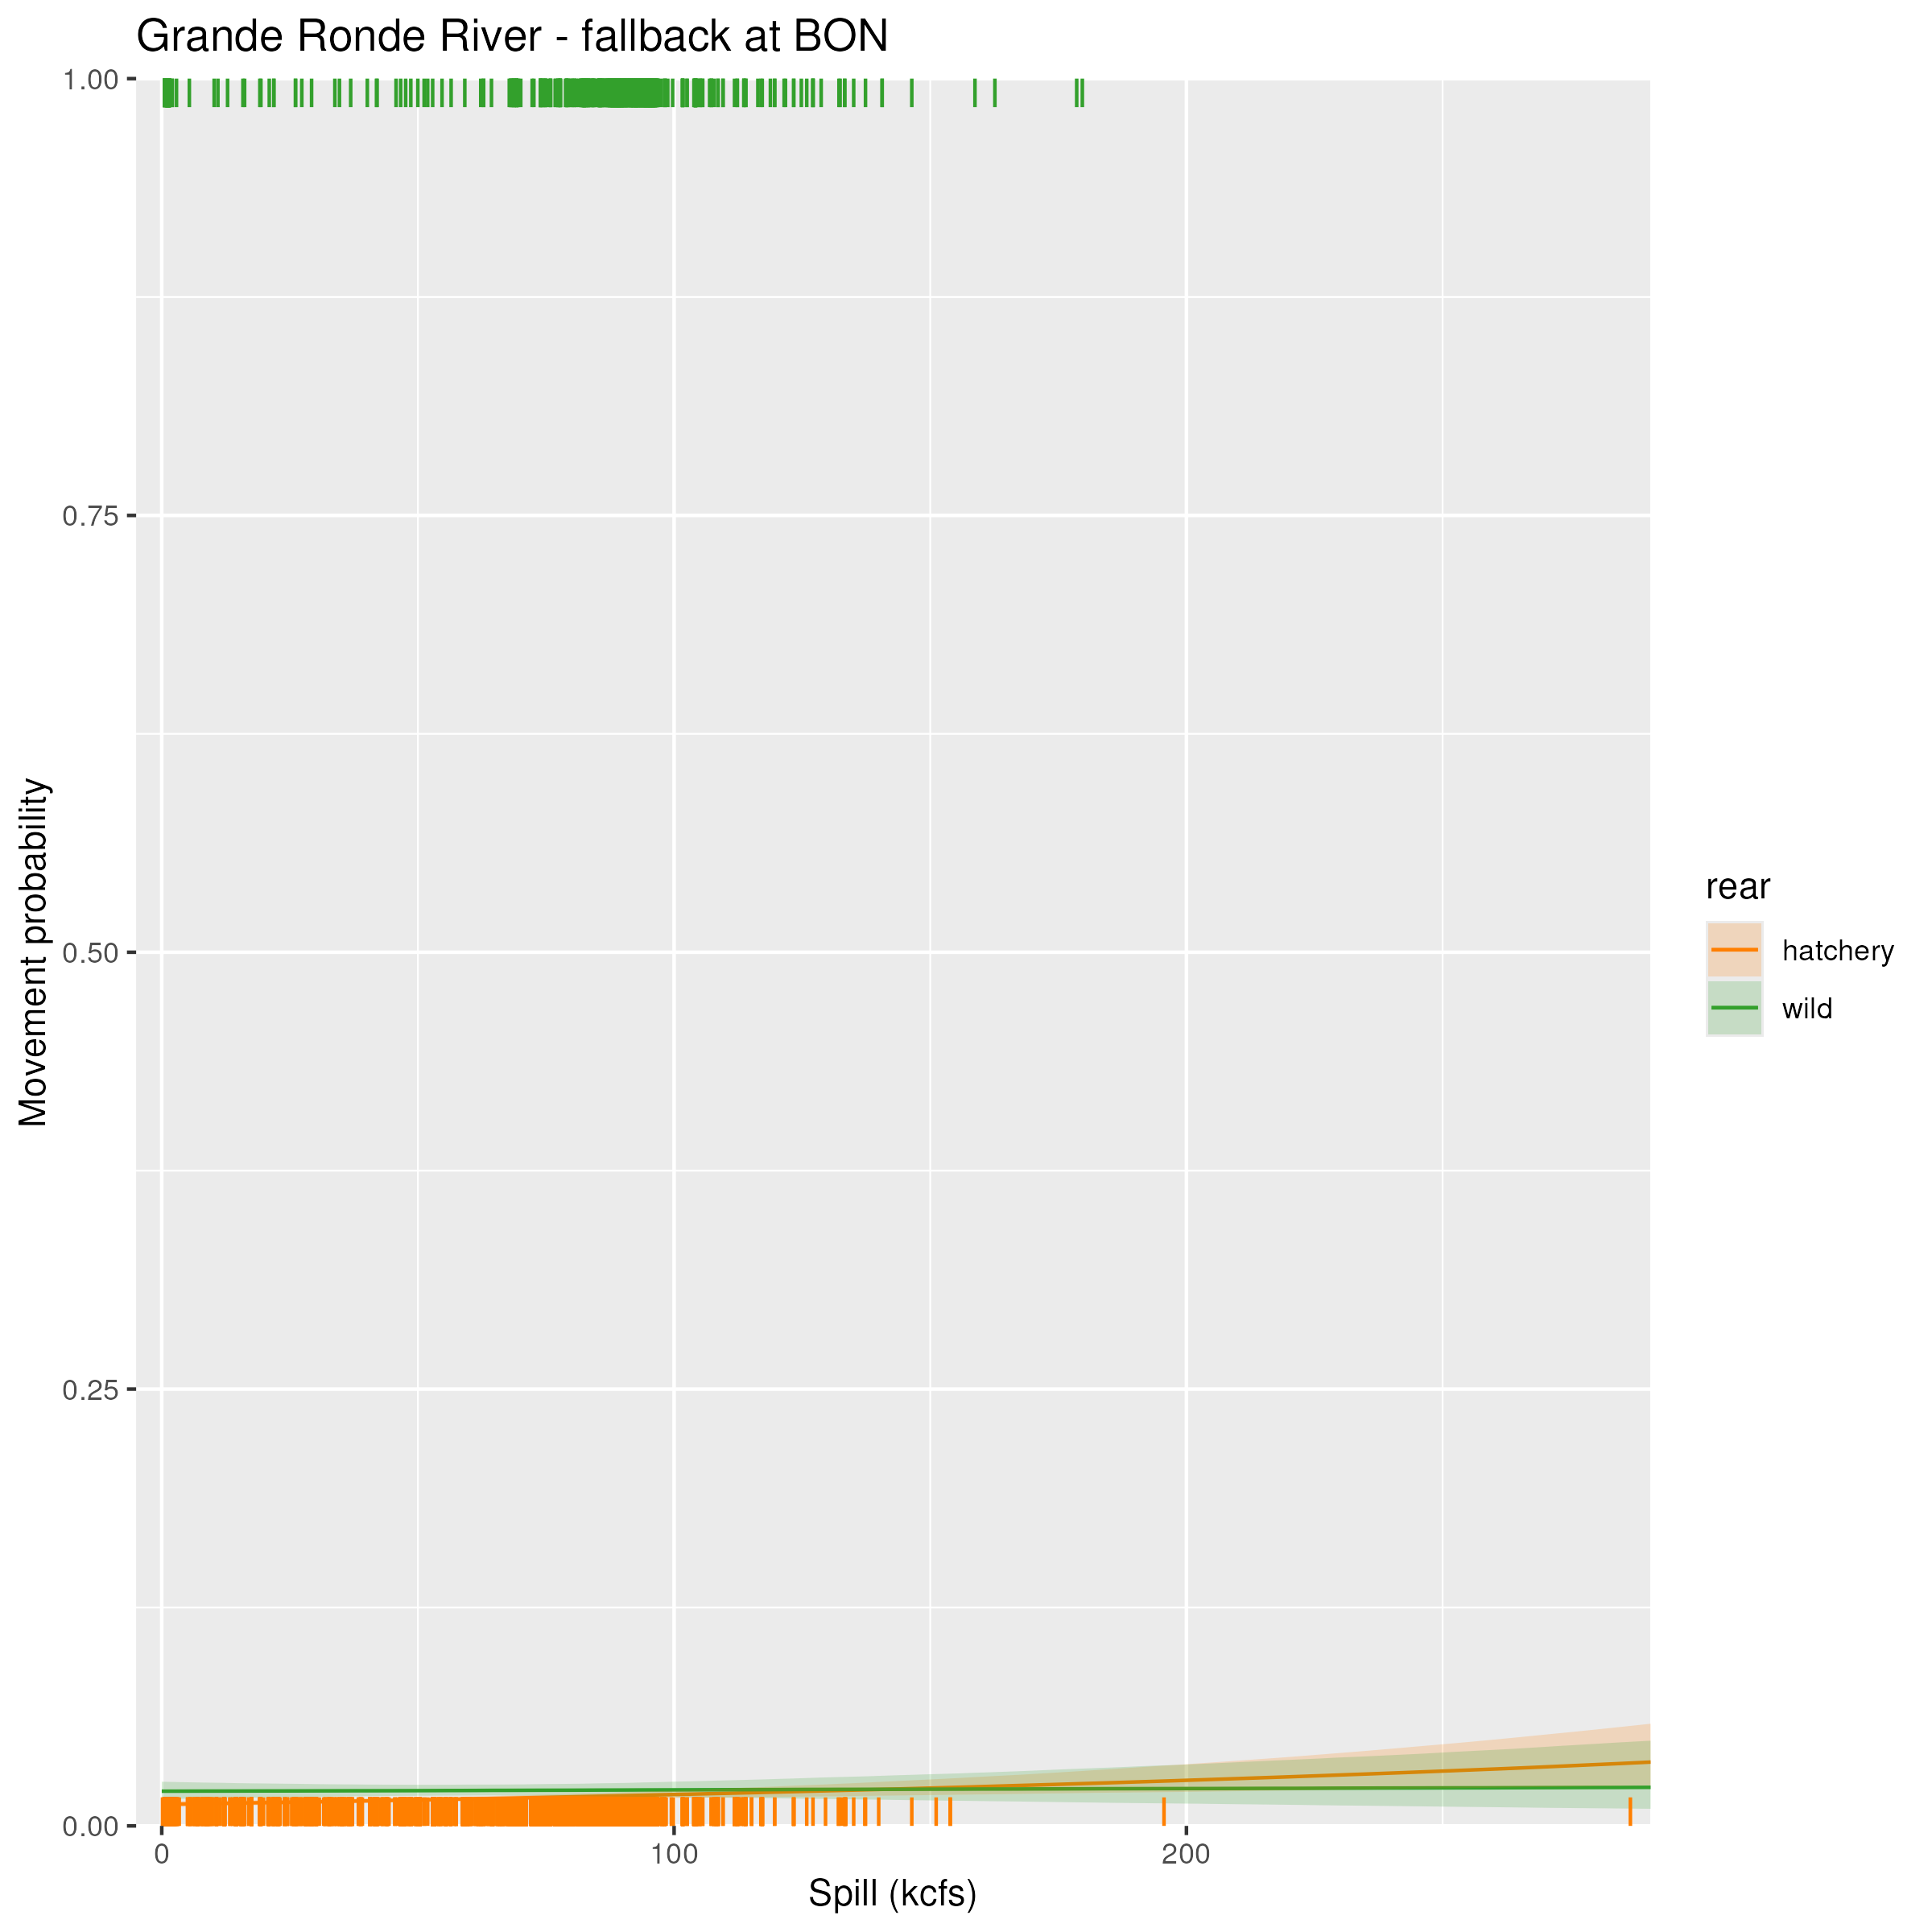 Grande Ronde River - fallback at BON
1.00
0.75
0.50
0.25
0.00
Movement probability
0
100
200
Spill (kcfs)
rear
hatchery
wild